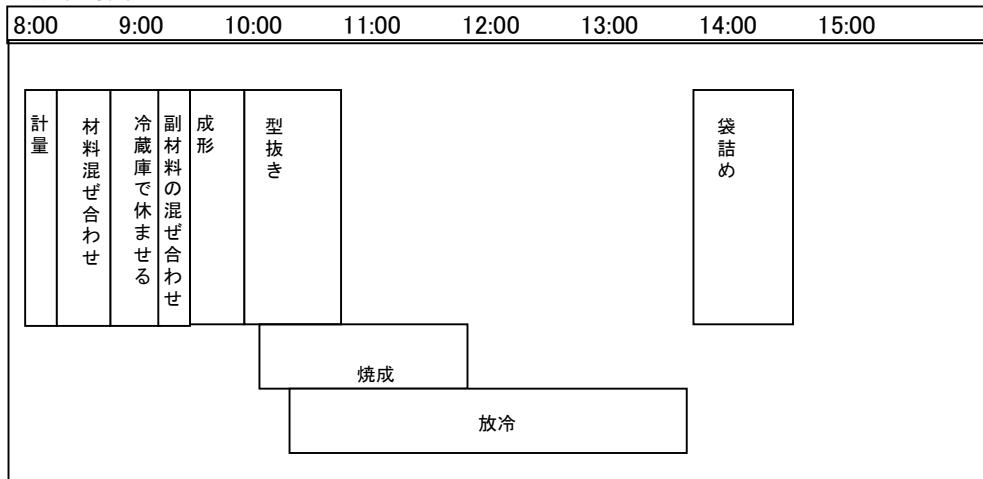 8:00 9:00 10:00 11:00 12:00 13:00 14:00 15:00
計量
材料混ぜ合わせ
冷蔵庫で休ませる
副材料の混ぜ合わせ
成形
型抜き
袋詰め
焼成
放冷